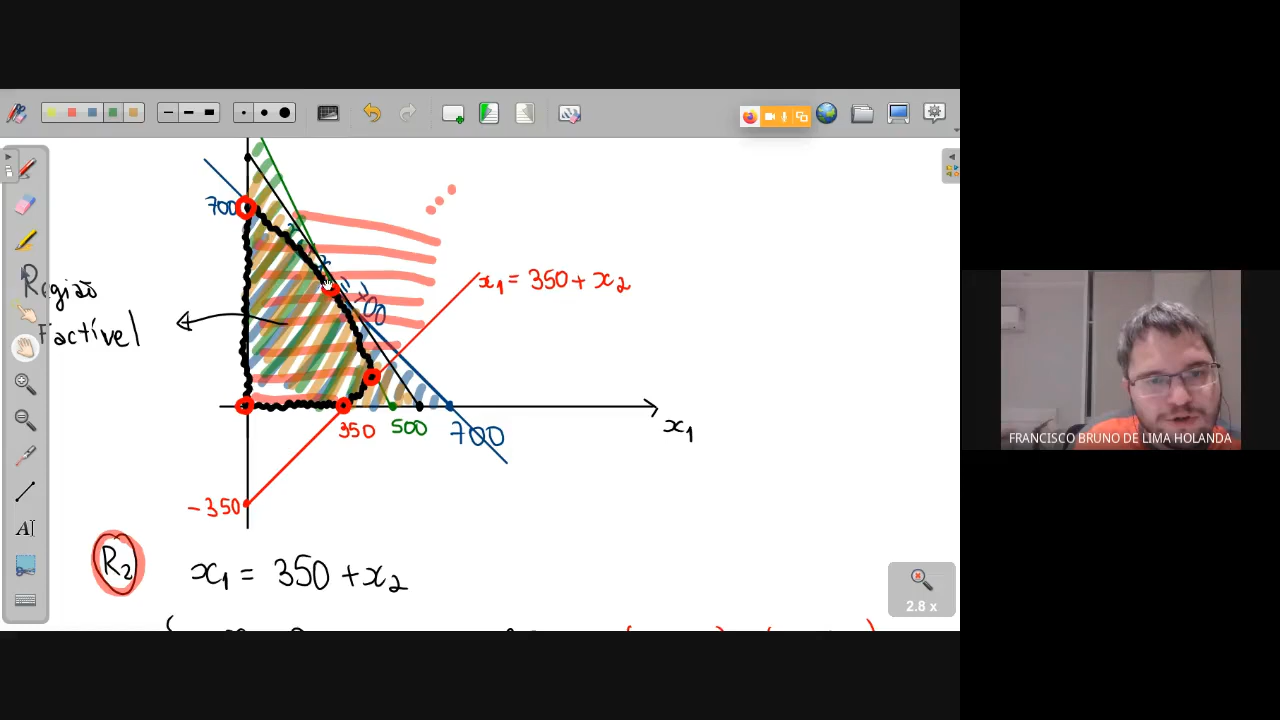 700
x₁ = 350 + x₂
700
Região
Factível
350
500
700
x₁
-350
R₂
x₁ = 350 + x₂
2.8 x
FRANCISCO BRUNO DE LIMA HOLANDA